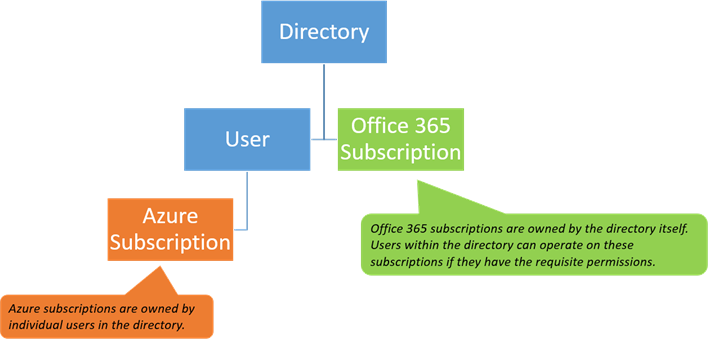 Directory
User
Office 365
Subscription
Azure
Subscription
Office 365 subscriptions are owned by the directory itself.
Users within the directory can operate on these
subscriptions if they have the requisite permissions.
Azure subscriptions are owned by
individual users in the directory.